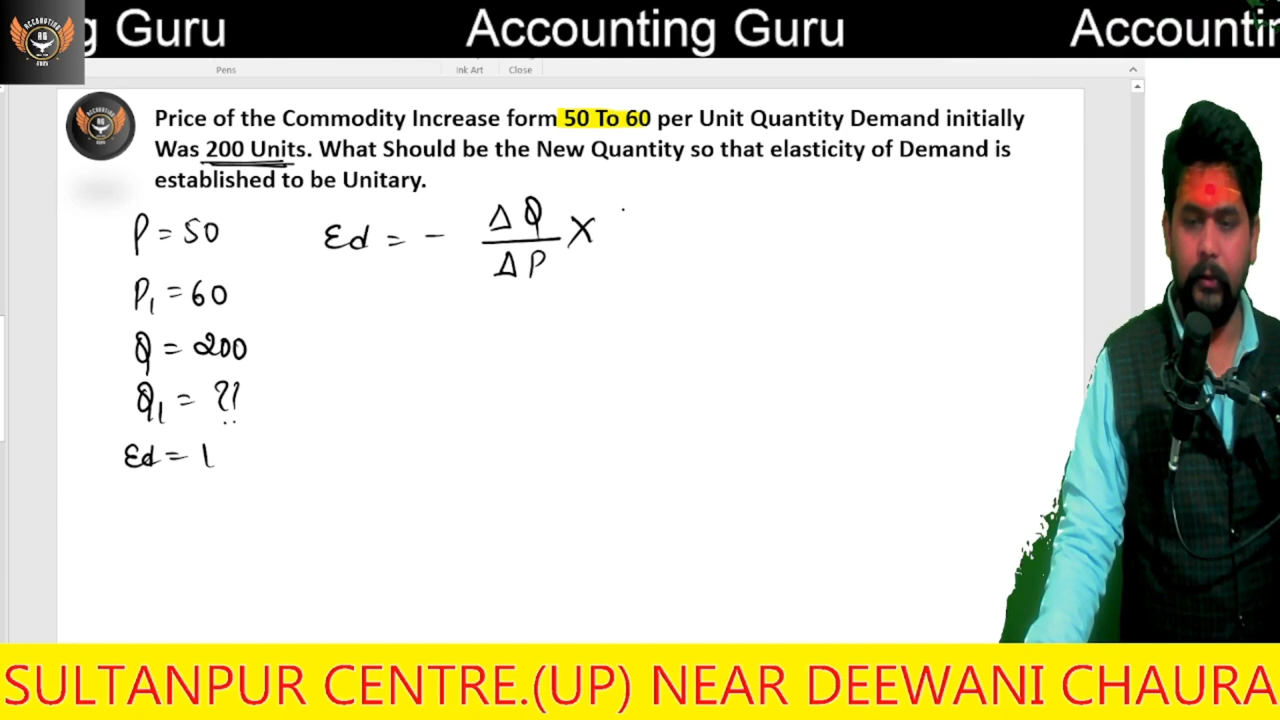 g Guru
Accounting Guru
Accountin
Pens
Ink Art
Close
Price of the Commodity Increase form 50 To 60 per Unit Quantity Demand initially
Was 200 Units. What Should be the New Quantity so that elasticity of Demand is
established to be Unitary.
P = 50
Ed = - ΔQ / ΔP X
P1 = 60
Q = 200
Q1 = ??
Ed = 1
SULTANPUR CENTRE.(UP) NEAR DEEWANI CHAURA